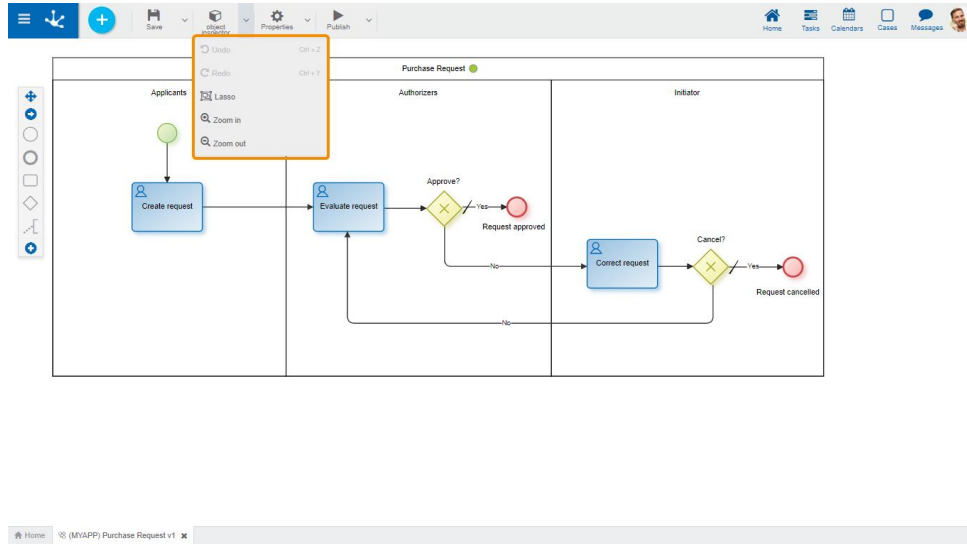 Save
object
inspector
Properties
Publish
Home
Tasks
Calendars
Cases
Messages
Undo Ctrl + Z
Redo Ctrl + Y
Lasso
Zoom in
Zoom out
Purchase Request
Applicants
Authorizers
Initiator
Create request
Evaluate request
Approve?
Yes
Request approved
No
Correct request
Cancel?
Yes
Request cancelled
No
Home
(MYAPP) Purchase Request v1